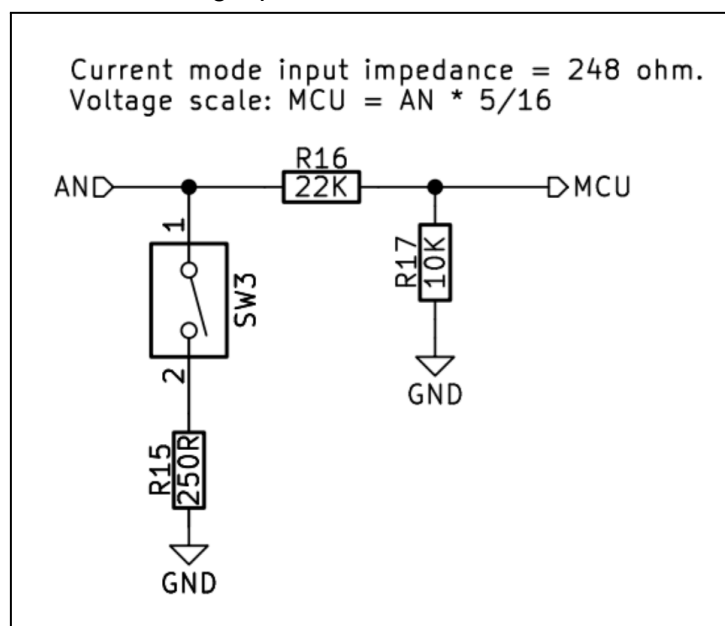 Current mode input impedance = 248 ohm.
Voltage scale: MCU = AN * 5/16
R16
AN
22K
MCU
1
SW3
R17
10K
2
GND
R15
250R
GND